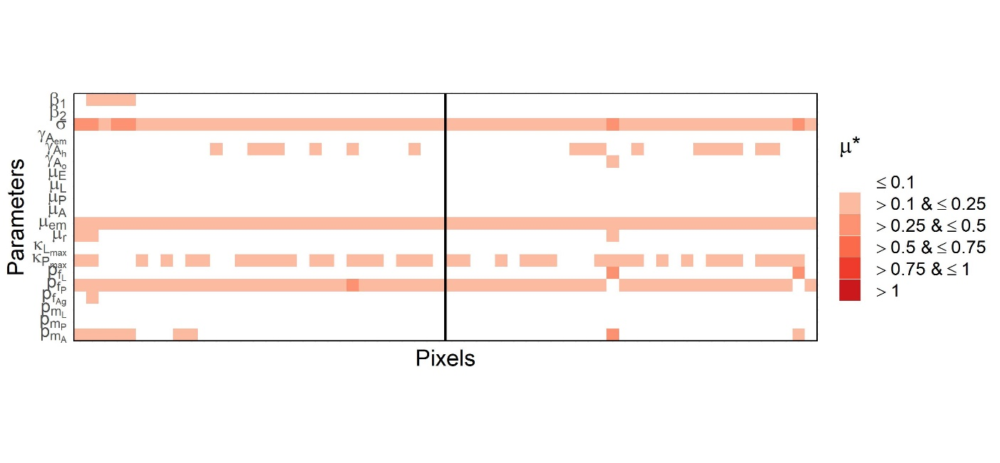 Parameters
β1
β2
σ
γAem
γAh
γAo
μE
μL
μP
μA
μem
μr
κLmax
κPmax
pfL
pfP
pfAg
pmL
pmP
pmA
Pixels
μ*
≤ 0.1
> 0.1 & ≤ 0.25
> 0.25 & ≤ 0.5
> 0.5 & ≤ 0.75
> 0.75 & ≤ 1
> 1